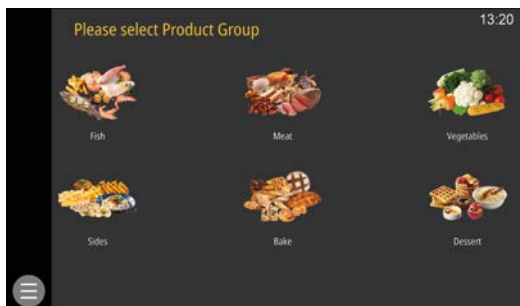 Please select Product Group
13:20
Fish
Meat
Vegetables
Sides
Bake
Dessert